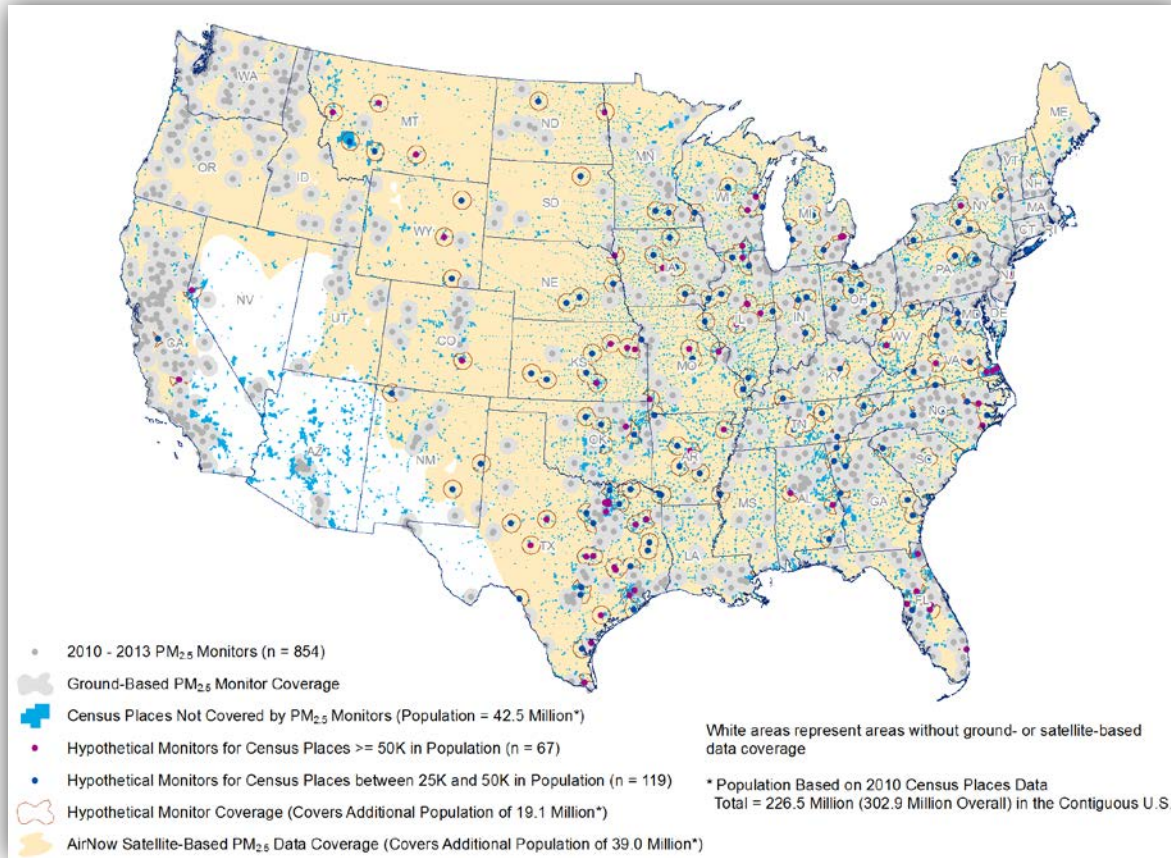 WA
MT
ND
MN
ME
OR
ID
SD
WI
MI
VT
NH
NY
MA
CT
RI
WY
NE
IA
PA
NJ
NV
UT
CO
IL
IN
OH
MD
DE
CA
KS
MO
WV
VA
KY
AZ
NM
OK
AR
TN
NC
SC
TX
LA
MS
AL
GA
FL
2010 - 2013 PM2.5 Monitors (n = 854)
Ground-Based PM2.5 Monitor Coverage
Census Places Not Covered by PM2.5 Monitors (Population = 42.5 Million*)
Hypothetical Monitors for Census Places >= 50K in Population (n = 67)
Hypothetical Monitors for Census Places between 25K and 50K in Population (n = 119)
Hypothetical Monitor Coverage (Covers Additional Population of 19.1 Million*)
AirNow Satellite-Based PM2.5 Data Coverage (Covers Additional Population of 39.0 Million*)
White areas represent areas without ground- or satellite-based
data coverage
* Population Based on 2010 Census Places Data
Total = 226.5 Million (302.9 Million Overall) in the Contiguous U.S.